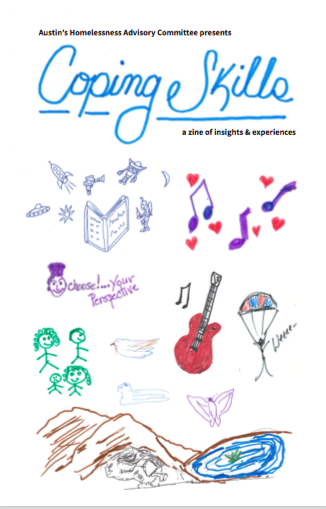 Austin's Homelessness Advisory Committee presents
Coping Skills
a zine of insights & experiences
choose!...Your
Perspective